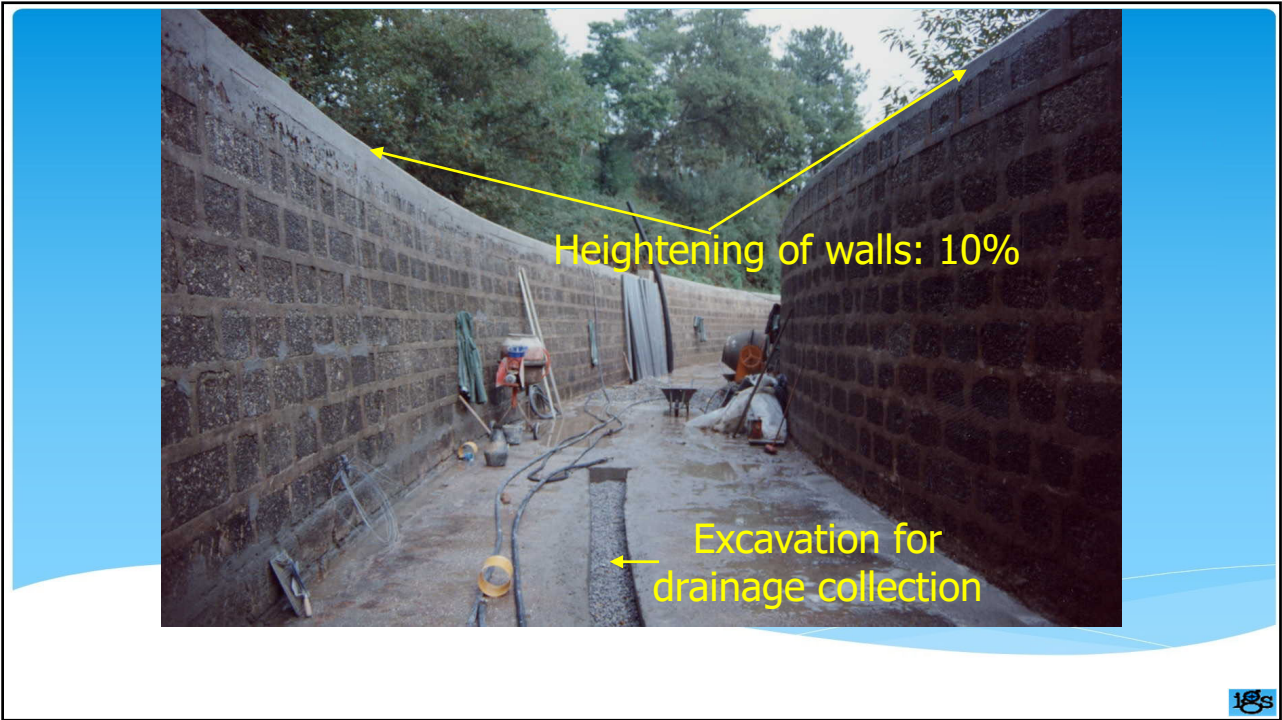 Heightening of walls: 10%
Excavation for
drainage collection
igs